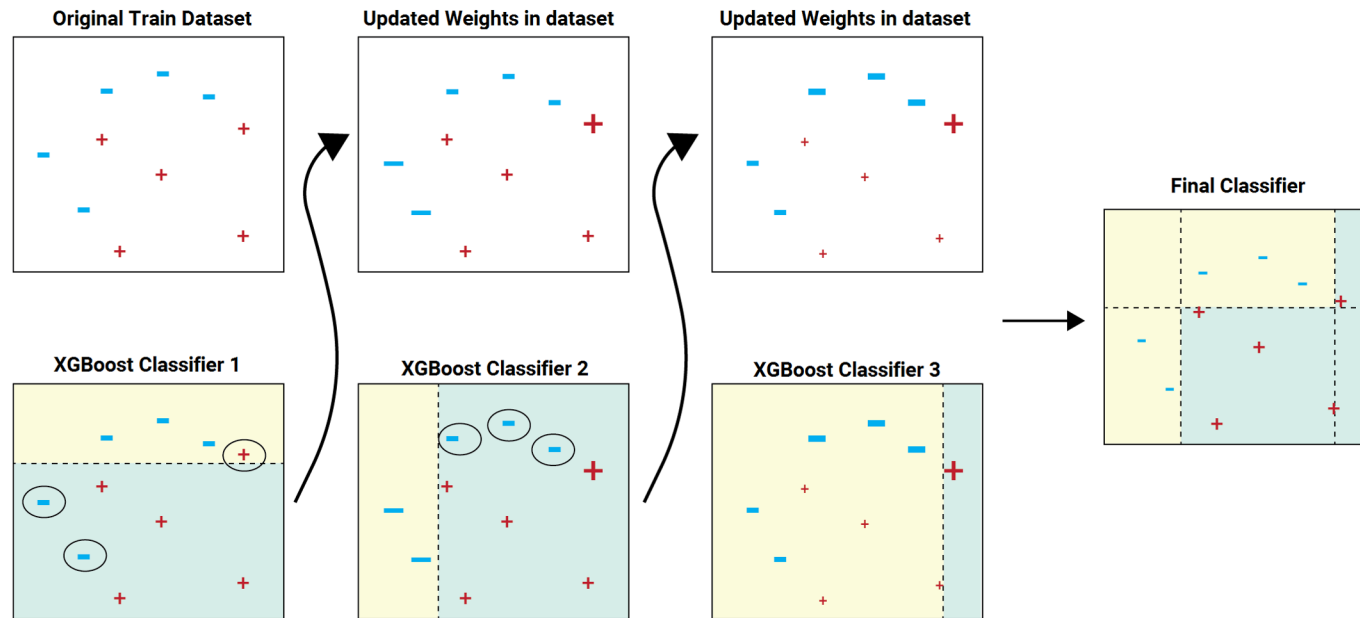 Original Train Dataset
Updated Weights in dataset
Updated Weights in dataset
Final Classifier
XGBoost Classifier 1
XGBoost Classifier 2
XGBoost Classifier 3